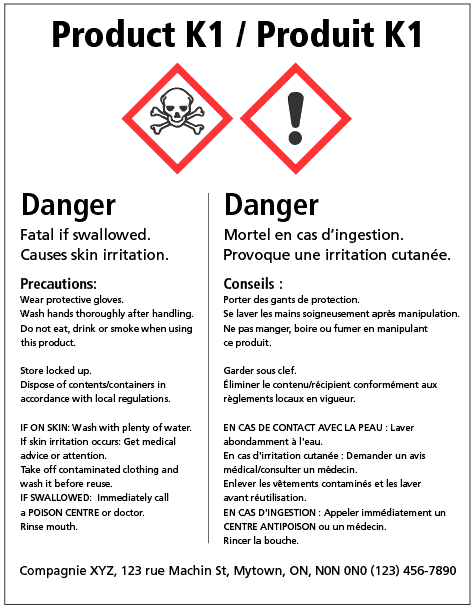 Product K1 / Produit K1
Danger
Fatal if swallowed.
Causes skin irritation.
Precautions:
Wear protective gloves.
Wash hands thoroughly after handling.
Do not eat, drink or smoke when using
this product.
Store locked up.
Dispose of contents/containers in
accordance with local regulations.
IF ON SKIN: Wash with plenty of water.
If skin irritation occurs: Get medical
advice or attention.
Take off contaminated clothing and
wash it before reuse.
IF SWALLOWED:  Immediately call
a POISON CENTRE or doctor.
Rinse mouth.
Danger
Mortel en cas d’ingestion.
Provoque une irritation cutanée.
Conseils :
Porter des gants de protection.
Se laver les mains soigneusement après manipulation.
Ne pas manger, boire ou fumer en manipulant
ce produit.
Garder sous clef.
Éliminer le contenu/récipient conformément aux
règlements locaux en vigueur.
EN CAS DE CONTACT AVEC LA PEAU : Laver
abondamment à l'eau.
En cas d'irritation cutanée : Demander un avis
médical/consulter un médecin.
Enlever les vêtements contaminés et les laver
avant réutilisation.
EN CAS D'INGESTION : Appeler immédiatement un
CENTRE ANTIPOISON ou un médecin.
Rincer la bouche.
Compagnie XYZ, 123 rue Machin St, Mytown, ON, N0N 0N0 (123) 456-7890